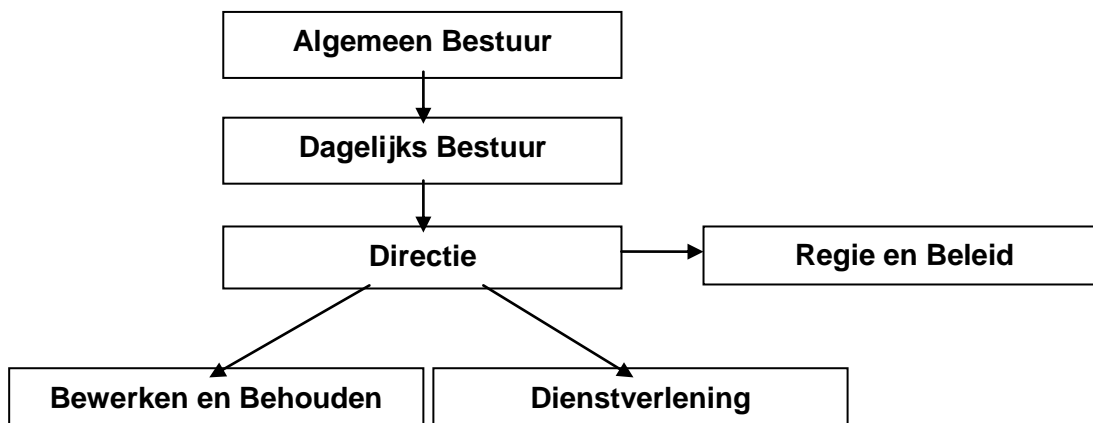 Algemeen Bestuur
Dagelijks Bestuur
Directie
Regie en Beleid
Bewerken en Behouden
Dienstverlening